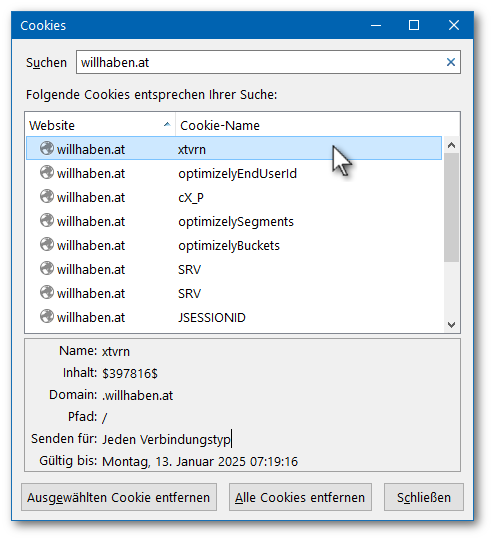 Cookies
Suchen willhaben.at
Folgende Cookies entsprechen Ihrer Suche:
Website Cookie-Name
willhaben.at xtvrn
willhaben.at optimizelyEndUserId
willhaben.at cX_P
willhaben.at optimizelySegments
willhaben.at optimizelyBuckets
willhaben.at SRV
willhaben.at SRV
willhaben.at JSESSIONID
Name: xtvrn
Inhalt: $397816$
Domain: .willhaben.at
Pfad: /
Senden für: Jeden Verbindungstyp
Gültig bis: Montag, 13. Januar 2025 07:19:16
Ausgewählten Cookie entfernen Alle Cookies entfernen Schließen